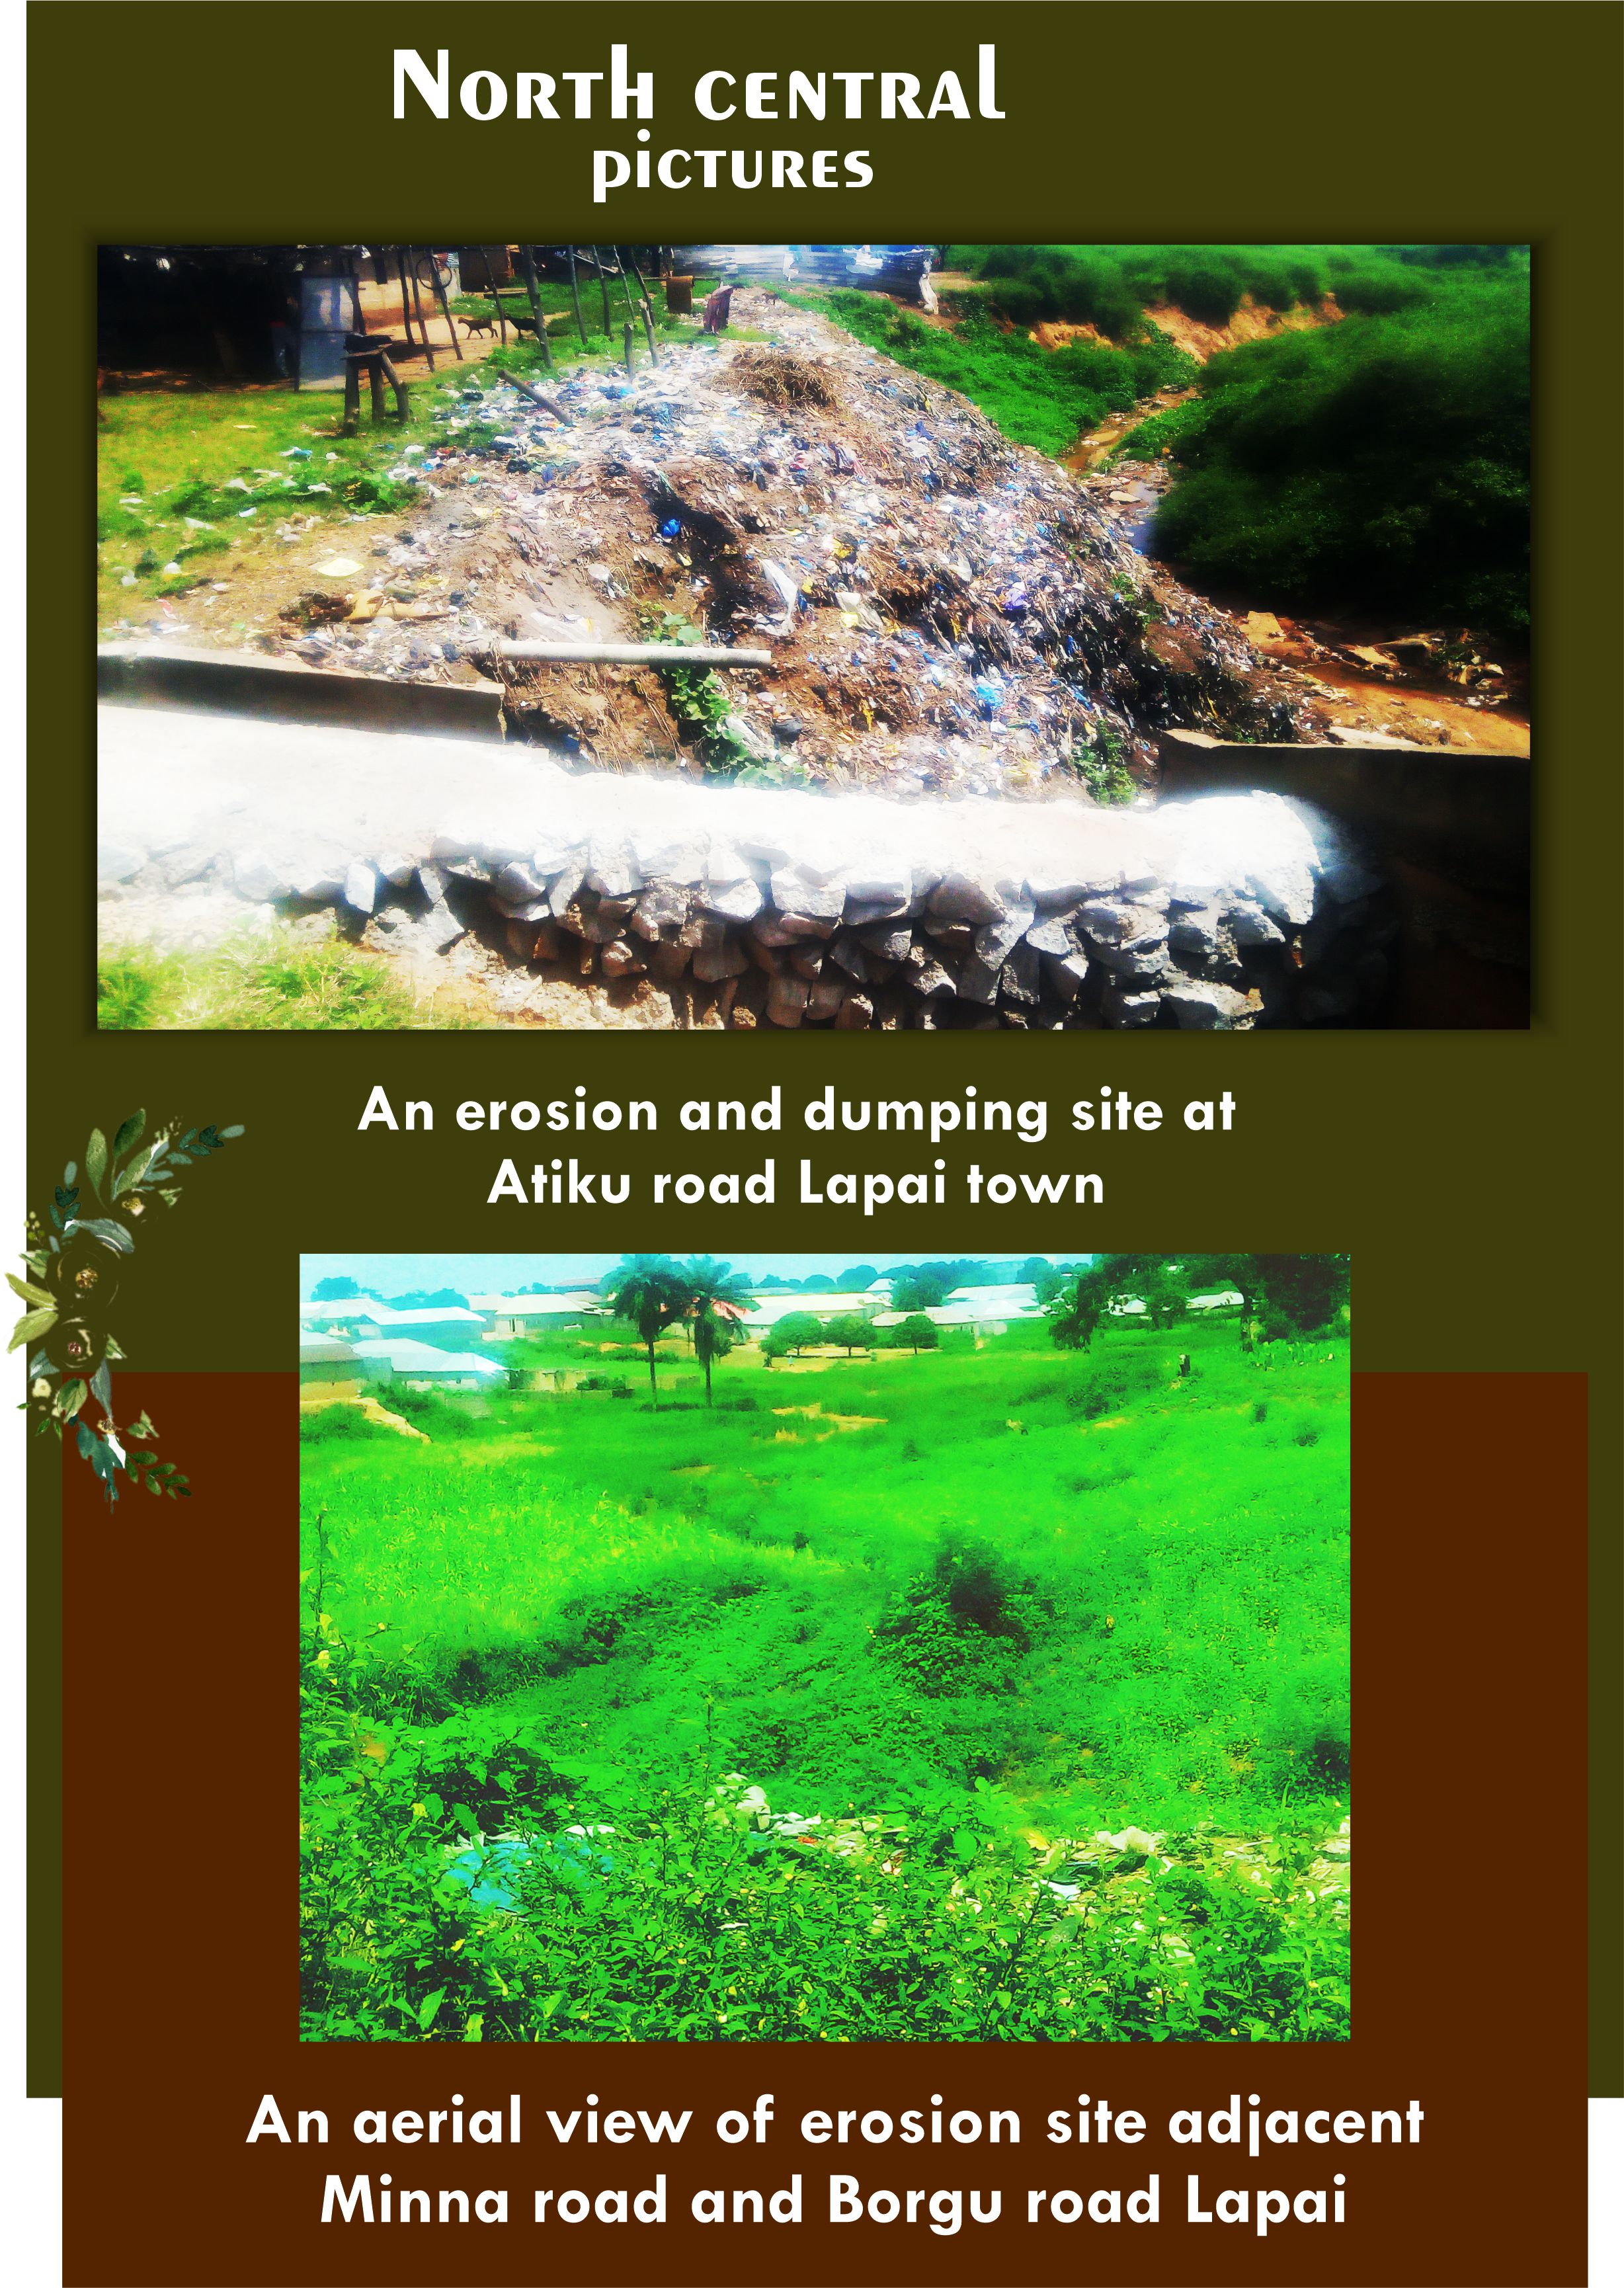 North central
pictures
An erosion and dumping site at
Atiku road Lapai town
An aerial view of erosion site adjacent
Minna road and Borgu road Lapai